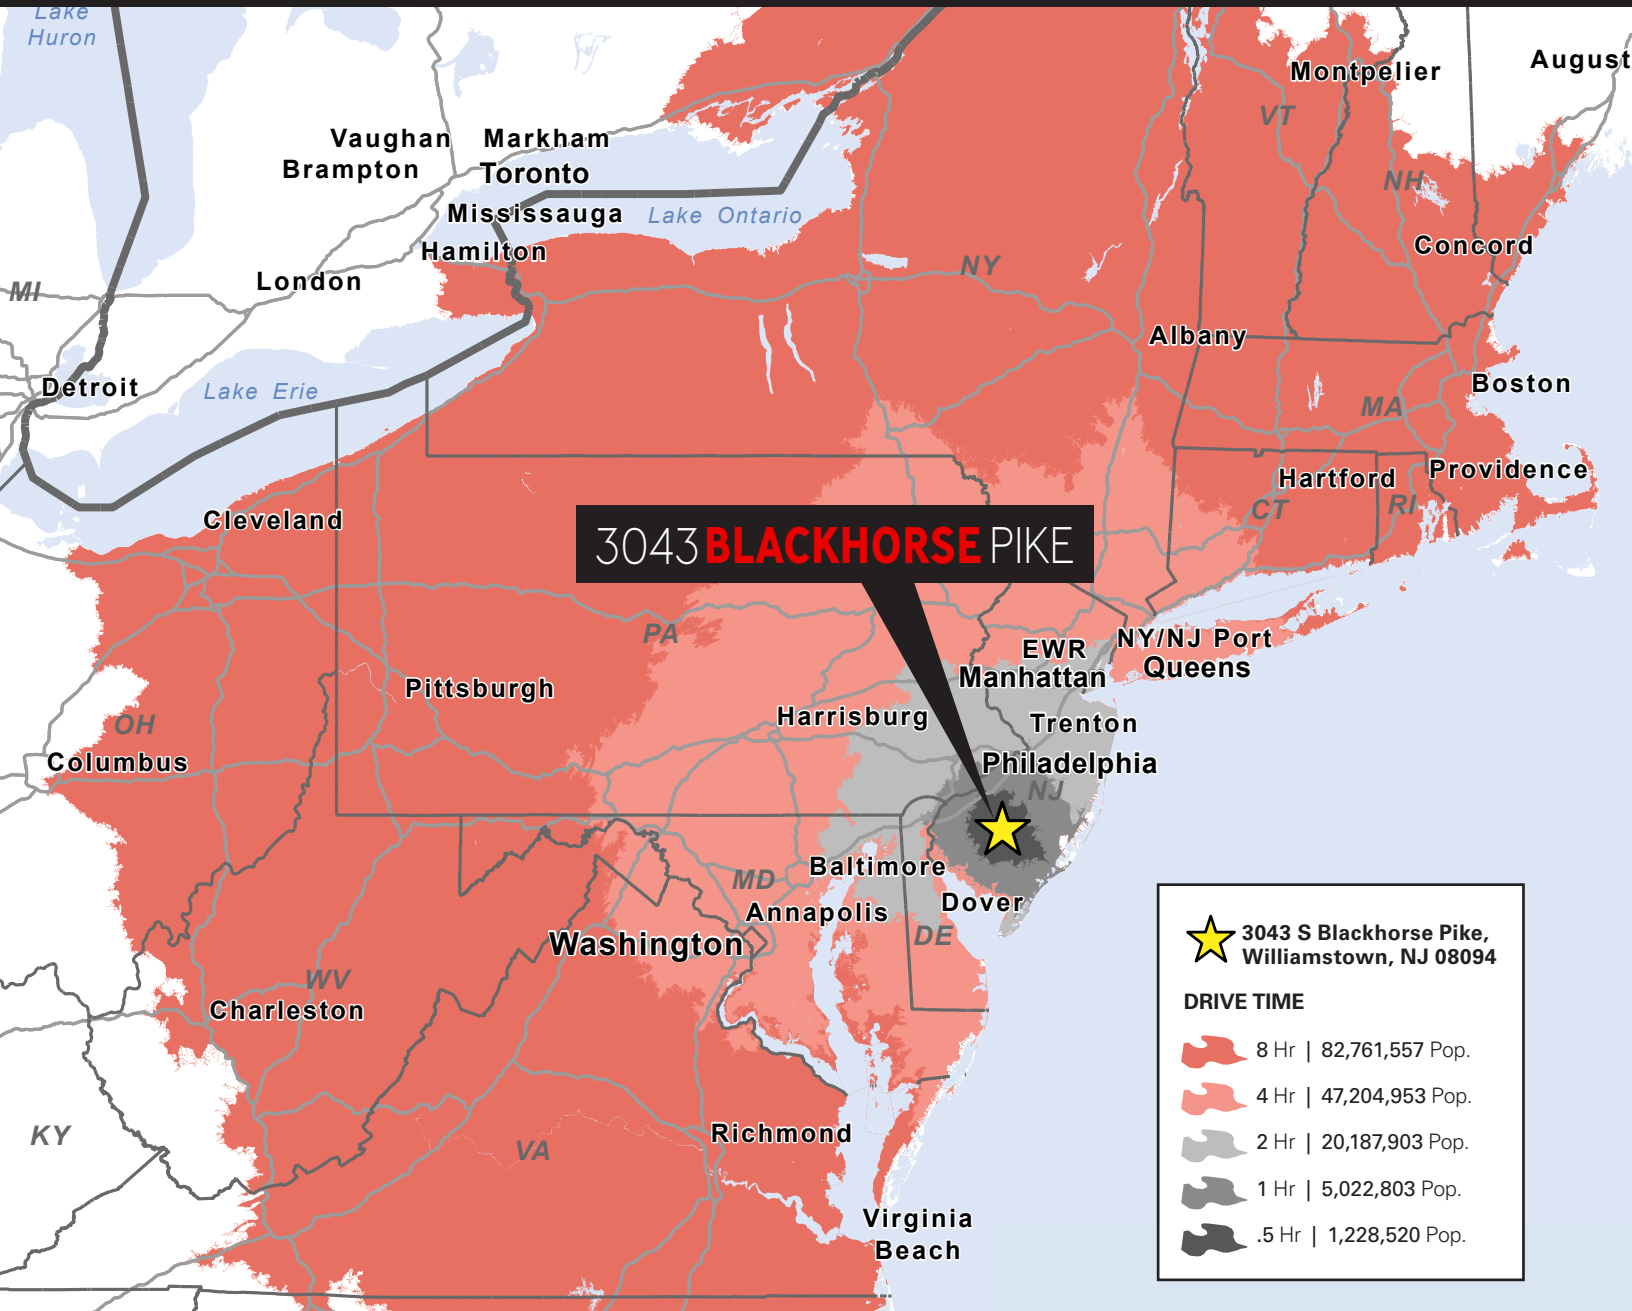 Lake
Huron
Montpelier
August
VT
Vaughan
Markham
Brampton
Toronto
NH
Mississauga
Lake Ontario
Hamilton
Concord
NY
London
MI
Albany
Detroit
Lake Erie
Boston
MA
Hartford
Providence
CT
RI
Cleveland
3043 BLACKHORSE PIKE
PA
EWR
NY/NJ Port
Manhattan
Queens
Pittsburgh
Harrisburg
Trenton
OH
Columbus
Philadelphia
NJ
Baltimore
MD
Dover
Annapolis
DE
Washington
WV
Charleston
KY
VA
Richmond
Virginia
Beach
3043 S Blackhorse Pike,
Williamstown, NJ 08094
DRIVE TIME
8 Hr | 82,761,557 Pop.
4 Hr | 47,204,953 Pop.
2 Hr | 20,187,903 Pop.
1 Hr | 5,022,803 Pop.
.5 Hr | 1,228,520 Pop.